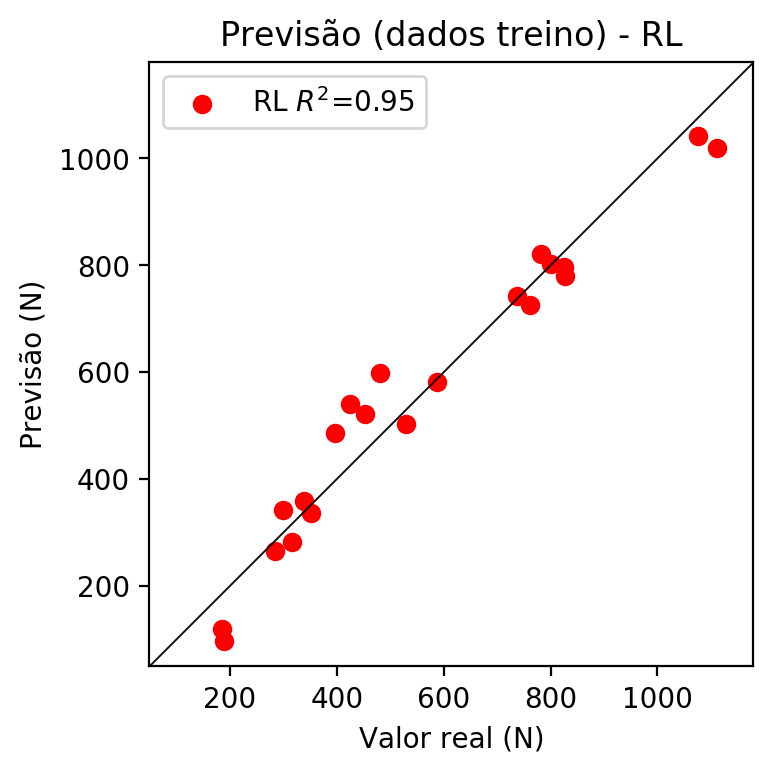 Previsão (dados treino) - RL
RL R²=0.95
Previsão (N)
1000
800
600
400
200
200 400 600 800 1000
Valor real (N)